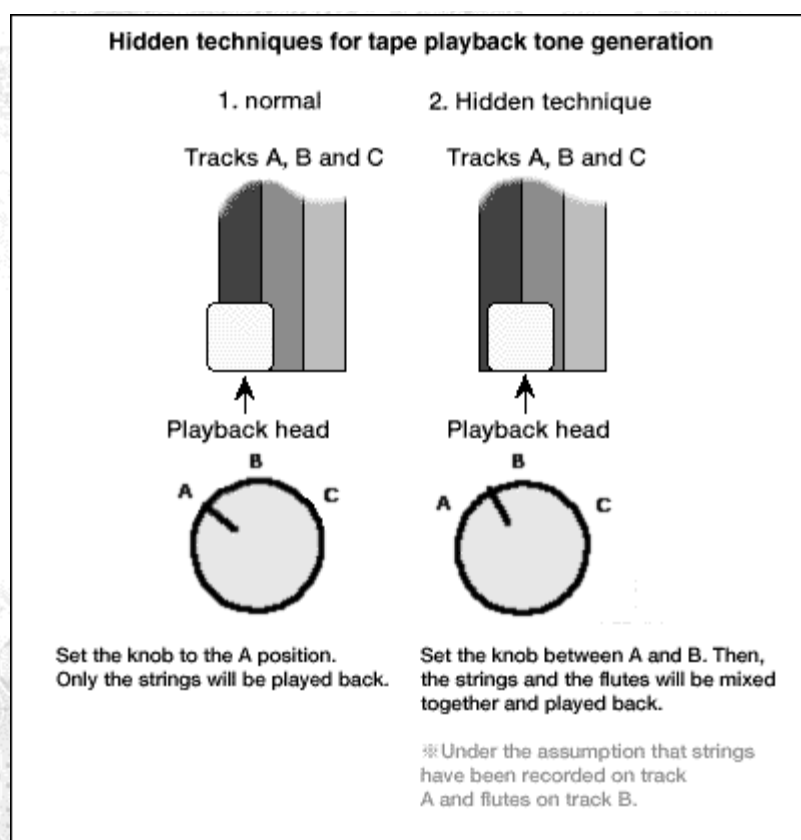 Hidden techniques for tape playback tone generation
1. normal
2. Hidden technique
Tracks A, B and C
Tracks A, B and C
Playback head
Playback head
A
B
C
A
B
C
Set the knob to the A position.
Only the strings will be played back.
Set the knob between A and B. Then,
the strings and the flutes will be mixed
together and played back.
※Under the assumption that strings
have been recorded on track
A and flutes on track B.